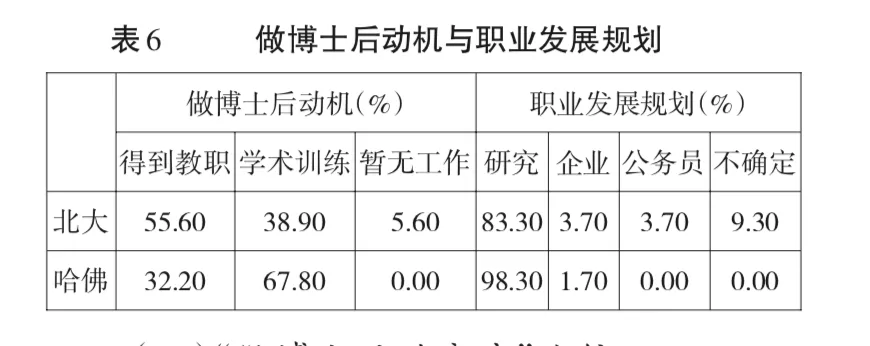 表6 做博士后动机与职业发展规划
做博士后动机(%) 职业发展规划(%)
得到教职 学术训练 暂无工作 研究 企业 公务员 不确定
北大 55.60 38.90 5.60 83.30 3.70 3.70 9.30
哈佛 32.20 67.80 0.00 98.30 1.70 0.00 0.00